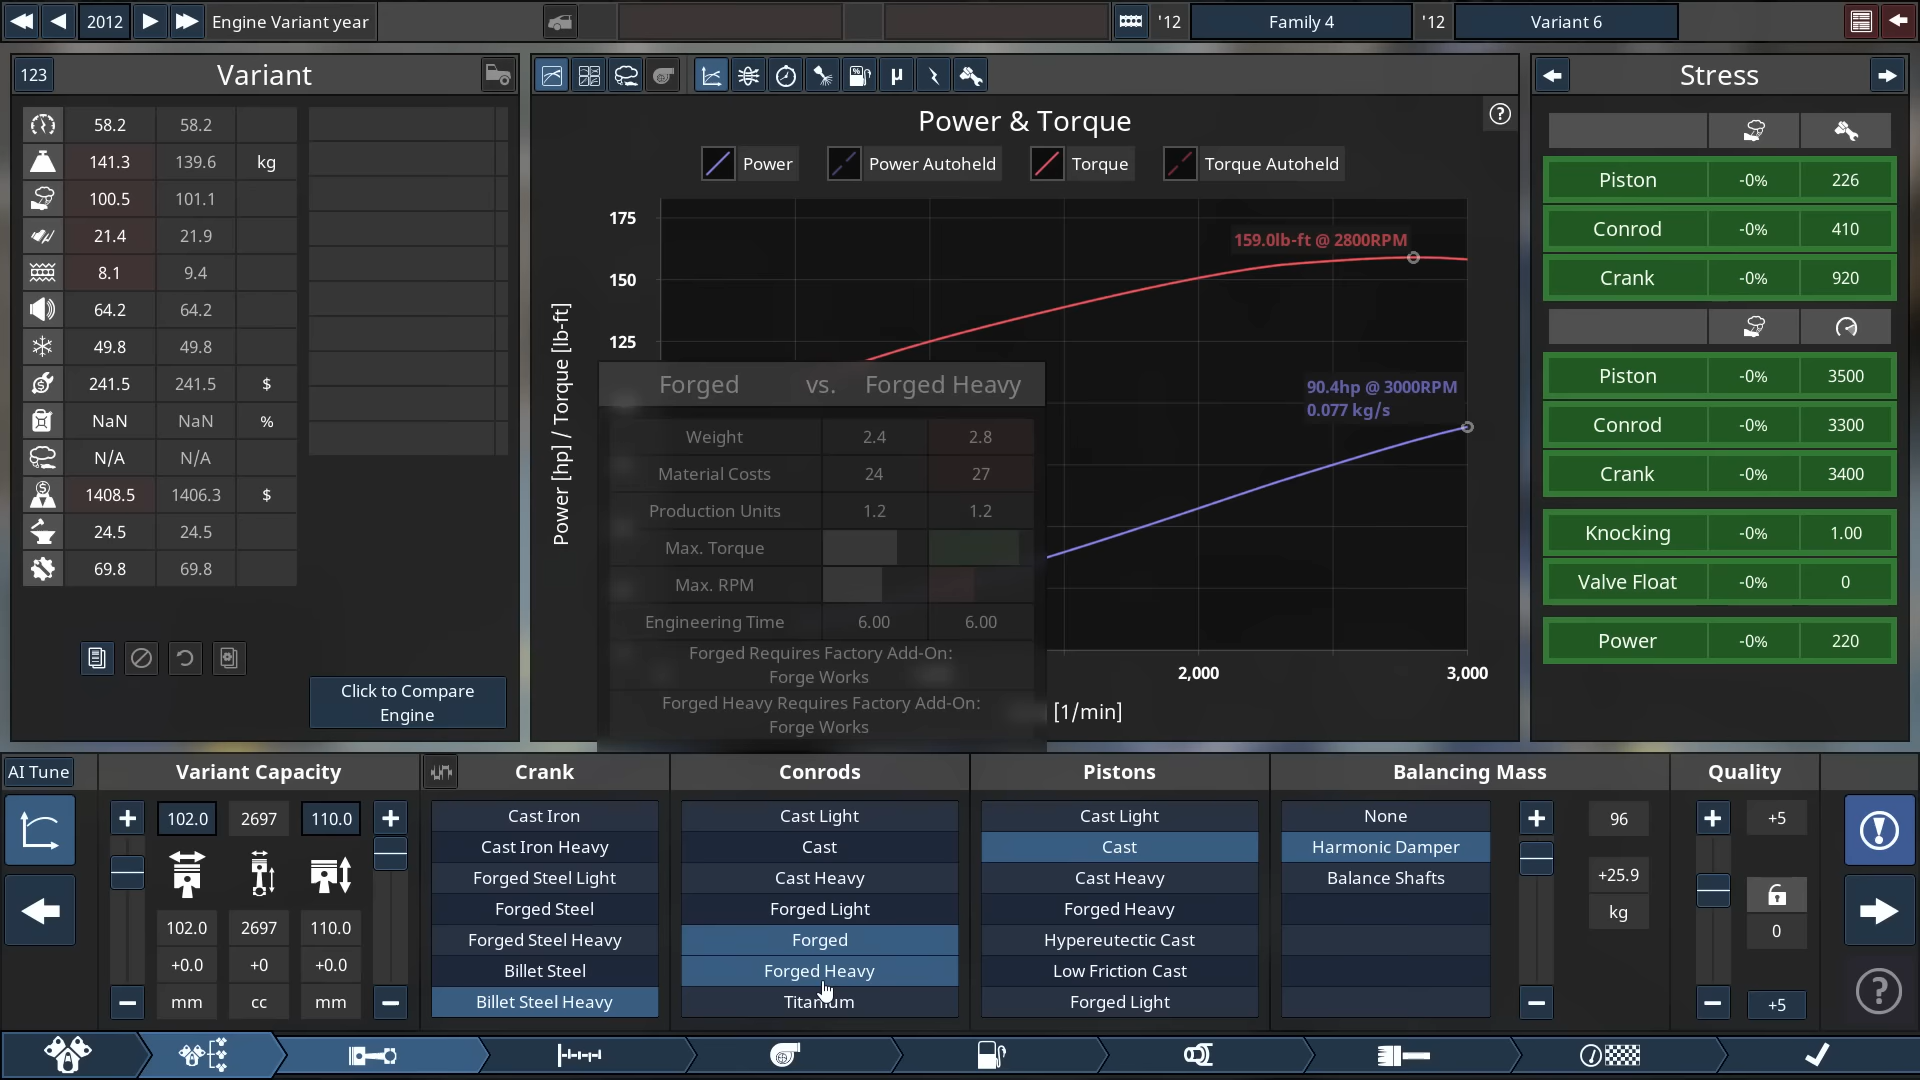 2012 Engine Variant year '12 Family 4 '12 Variant 6
123 Variant
58.2 58.2
141.3 139.6 kg
100.5 101.1
21.4 21.9
8.1 9.4
64.2 64.2
49.8 49.8
241.5 241.5 $
NaN NaN %
N/A N/A
1408.5 1406.3 $
24.5 24.5
69.8 69.8
Click to Compare
Engine
μ
Power & Torque
?
Power Power Autoheld Torque Torque Autoheld
Power [hp] / Torque [lb-ft]
175
150
125
159.0lb-ft @ 2800RPM
90.4hp @ 3000RPM
0.077 kg/s
2,000 3,000
[1/min]
Forged vs. Forged Heavy
Weight 2.4 2.8
Material Costs 24 27
Production Units 1.2 1.2
Max. Torque
Max. RPM
Engineering Time 6.00 6.00
Forged Requires Factory Add-On:
Forge Works
Forged Heavy Requires Factory Add-On:
Forge Works
Stress
Piston -0% 226
Conrod -0% 410
Crank -0% 920
Piston -0% 3500
Conrod -0% 3300
Crank -0% 3400
Knocking -0% 1.00
Valve Float -0% 0
Power -0% 220
AI Tune
Variant Capacity
+ 102.0 2697 110.0 +
102.0 2697 110.0
+0.0 +0 +0.0
− mm cc mm −
Crank
Cast Iron
Cast Iron Heavy
Forged Steel Light
Forged Steel
Forged Steel Heavy
Billet Steel
Billet Steel Heavy
Conrods
Cast Light
Cast
Cast Heavy
Forged Light
Forged
Forged Heavy
Titanium
Pistons
Cast Light
Cast
Cast Heavy
Forged Heavy
Hypereutectic Cast
Low Friction Cast
Forged Light
Balancing Mass
None
Harmonic Damper
Balance Shafts
+ 96
+25.9
kg
−
Quality
+ +5
0
− +5
?